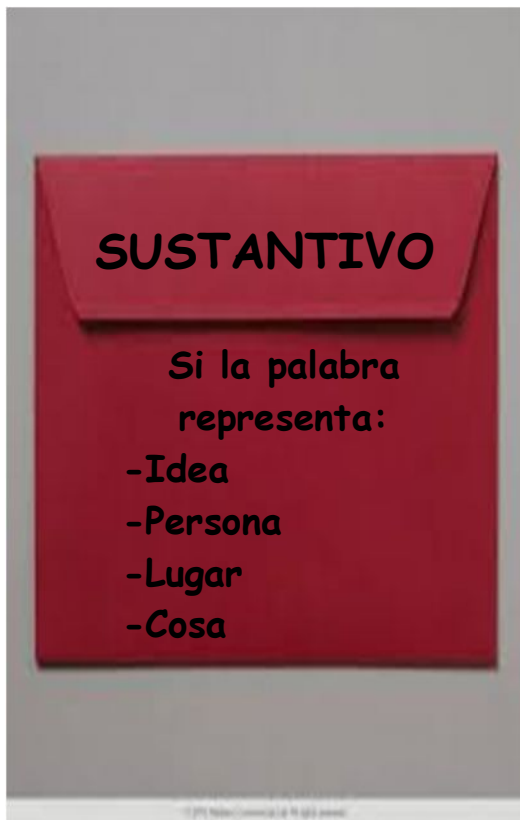 SUSTANTIVO
Si la palabra
representa:
-Idea
-Persona
-Lugar
-Cosa